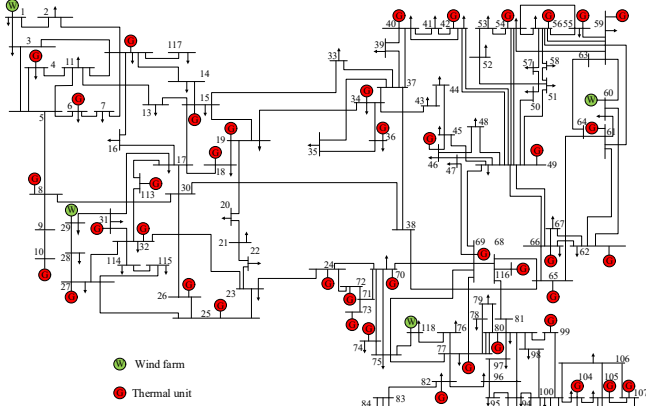 W
1 2
G G G G G
3 117 40 41 42 53 54 56 55 59
G G
4 11 39 33 52 57 58 63
14 37 44 51 W 60
6 G 7 13 15 G 34 43 50 64 G 61
5 G 36 45 48
16 19 35 G 46 47 49
17 G 18
G 8 113 G 30
W 29 31 20 38 67
9 G G 32 21 69 G 68 66 62
10 28 114 115 22 24 70 116 G G G
G 27 G 26 G 23 G 72 71 G 65
G 25 G 73 79 G
G G 78 80 81 G 99
74 W 118 76 G
75 77 98
G 97
82 G 96 106
104 105
84 83 95 94 100 G G G 107
W Wind farm
G Thermal unit